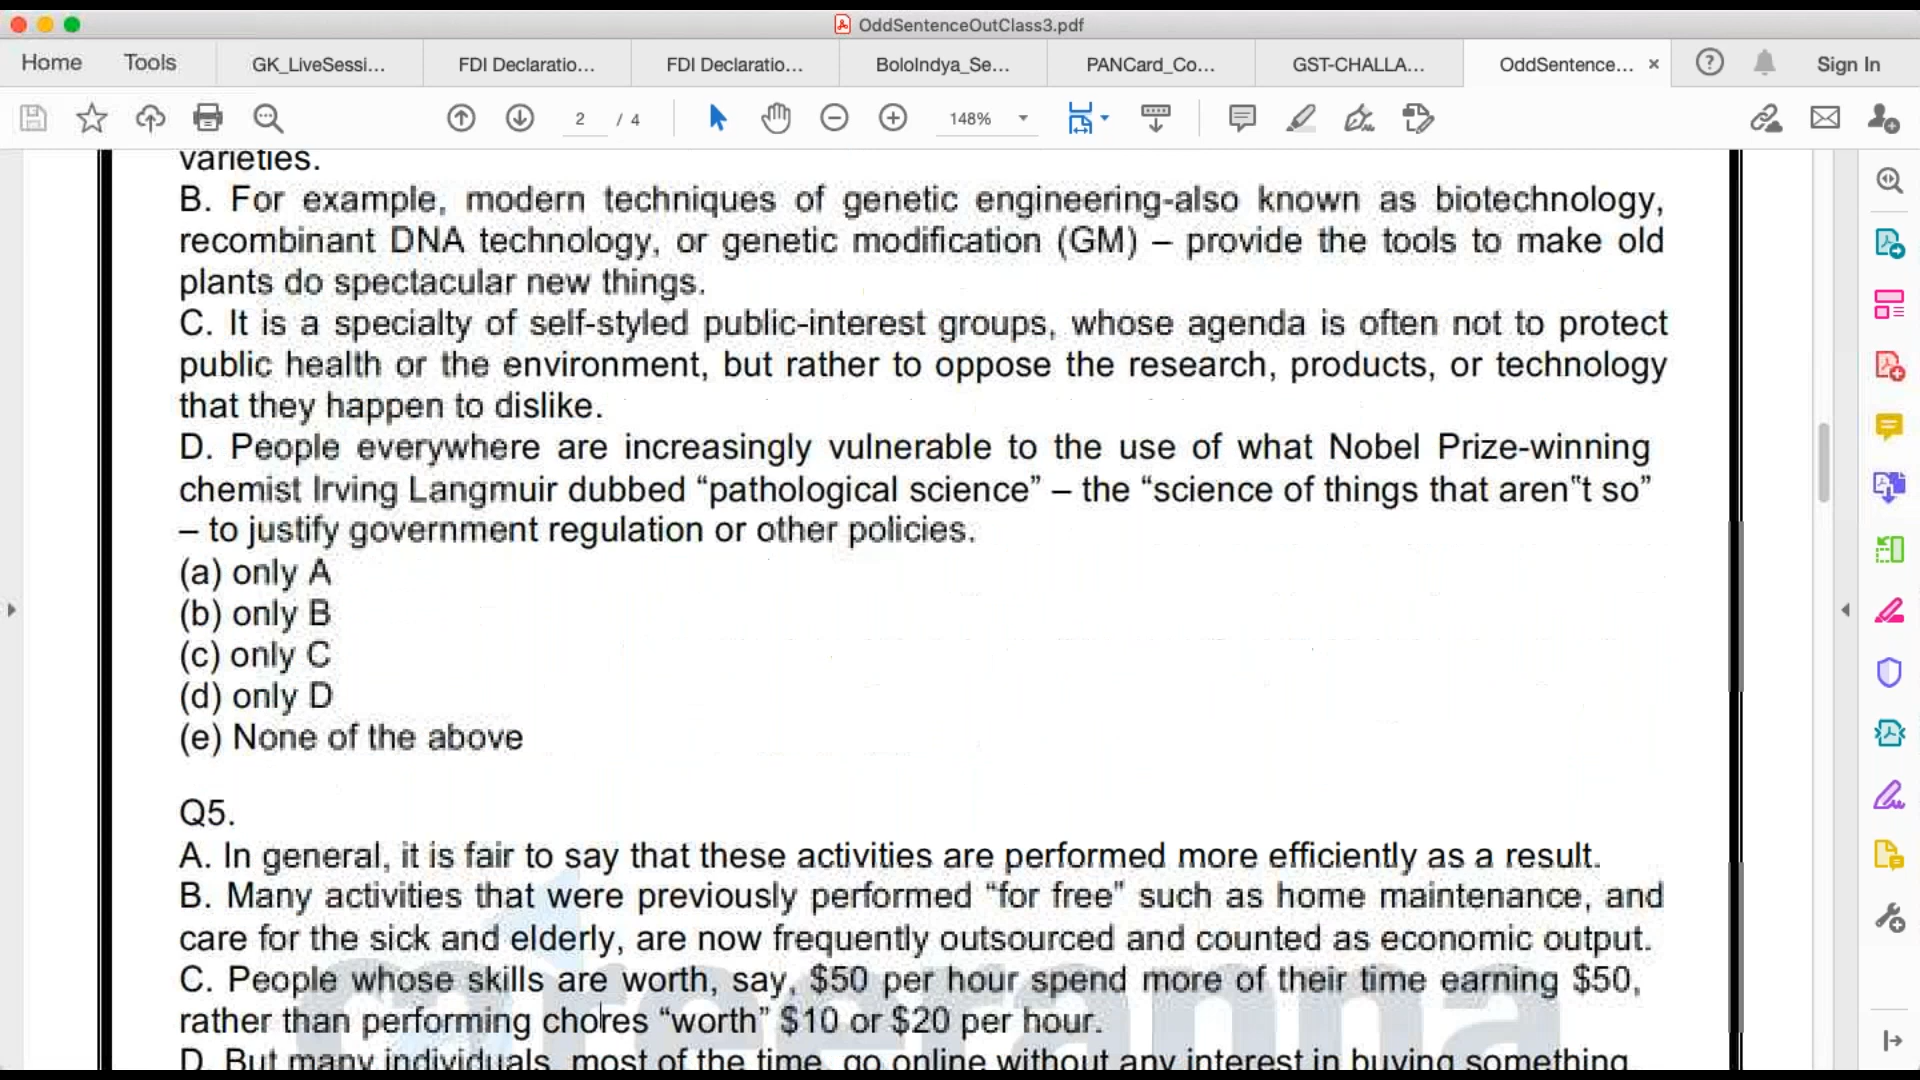 OddSentenceOutClass3.pdf
Home Tools GK_LiveSessi... FDI Declaratio... FDI Declaratio... BoloIndya_Se... PANCard_Co... GST-CHALLA... OddSentence... × Sign In
2 / 4 148%
varieties.
B. For example, modern techniques of genetic engineering-also known as biotechnology,
recombinant DNA technology, or genetic modification (GM) – provide the tools to make old
plants do spectacular new things.
C. It is a specialty of self-styled public-interest groups, whose agenda is often not to protect
public health or the environment, but rather to oppose the research, products, or technology
that they happen to dislike.
D. People everywhere are increasingly vulnerable to the use of what Nobel Prize-winning
chemist Irving Langmuir dubbed “pathological science” – the “science of things that aren‟t so”
– to justify government regulation or other policies.
(a) only A
(b) only B
(c) only C
(d) only D
(e) None of the above
Q5.
A. In general, it is fair to say that these activities are performed more efficiently as a result.
B. Many activities that were previously performed “for free” such as home maintenance, and
care for the sick and elderly, are now frequently outsourced and counted as economic output.
C. People whose skills are worth, say, $50 per hour spend more of their time earning $50,
rather than performing chores “worth” $10 or $20 per hour.
D. But many individuals, most of the time, go online without any interest in buying something
careeranna